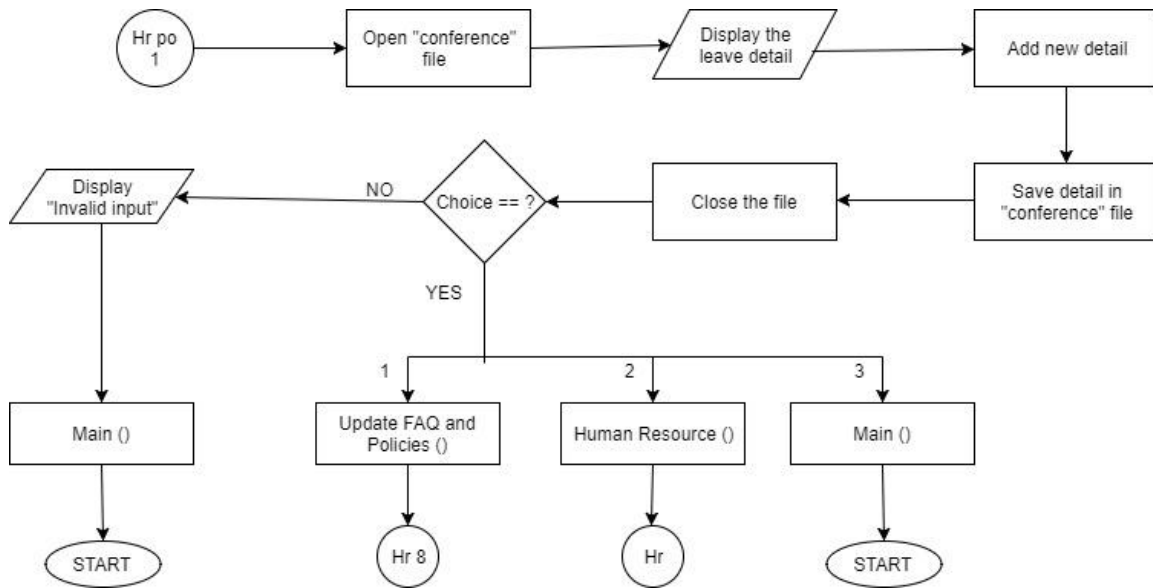 Hr po
1
Open "conference"
file
Display the
leave detail
Add new detail
Display
"Invalid input"
NO
Choice == ?
Close the file
Save detail in
"conference" file
YES
1
2
3
Main ()
Update FAQ and
Policies ()
Human Resource ()
Main ()
START
Hr 8
Hr
START